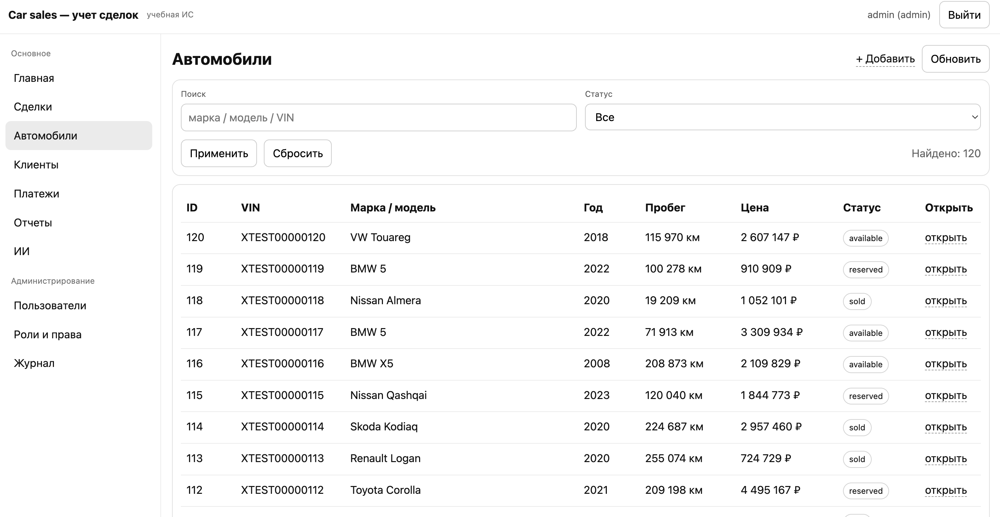 Car sales — учет сделок учебная ИС admin (admin) Выйти
Основное
Главная
Сделки
Автомобили
Клиенты
Платежи
Отчеты
ИИ
Администрирование
Пользователи
Роли и права
Журнал
Автомобили + Добавить Обновить
Поиск Статус
марка / модель / VIN Все
Применить Сбросить Найдено: 120
ID VIN Марка / модель Год Пробег Цена Статус Открыть
120 XTEST00000120 VW Touareg 2018 115 970 км 2 607 147 ₽ available открыть
119 XTEST00000119 BMW 5 2022 100 278 км 910 909 ₽ reserved открыть
118 XTEST00000118 Nissan Almera 2020 19 209 км 1 052 101 ₽ sold открыть
117 XTEST00000117 BMW 5 2022 71 913 км 3 309 934 ₽ available открыть
116 XTEST00000116 BMW X5 2008 208 873 км 2 109 829 ₽ available открыть
115 XTEST00000115 Nissan Qashqai 2023 120 040 км 1 844 773 ₽ reserved открыть
114 XTEST00000114 Skoda Kodiaq 2020 224 687 км 2 957 460 ₽ sold открыть
113 XTEST00000113 Renault Logan 2020 255 074 км 724 729 ₽ sold открыть
112 XTEST00000112 Toyota Corolla 2021 209 198 км 4 495 167 ₽ reserved открыть